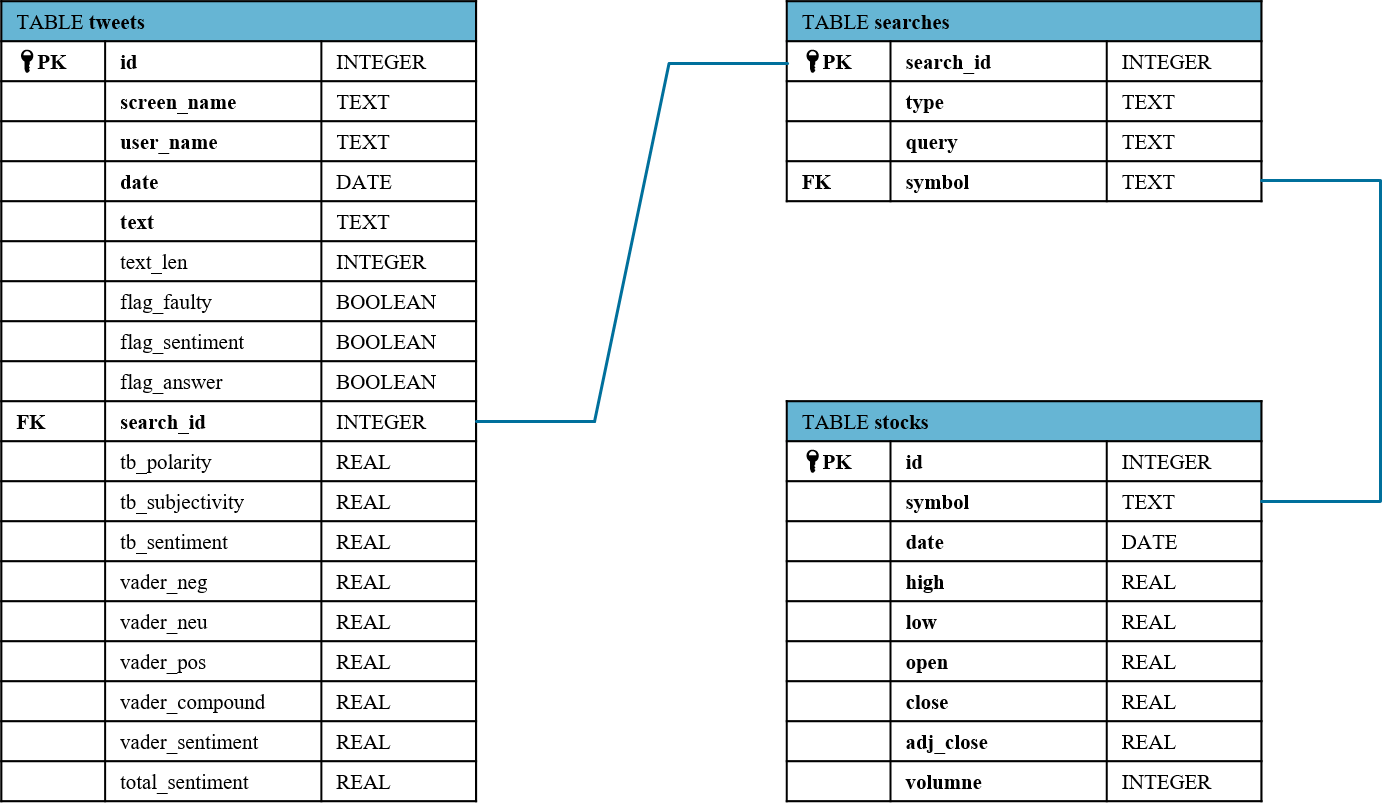 TABLE tweets
PK id INTEGER
screen_name TEXT
user_name TEXT
date DATE
text TEXT
text_len INTEGER
flag_faulty BOOLEAN
flag_sentiment BOOLEAN
flag_answer BOOLEAN
FK search_id INTEGER
tb_polarity REAL
tb_subjectivity REAL
tb_sentiment REAL
vader_neg REAL
vader_neu REAL
vader_pos REAL
vader_compound REAL
vader_sentiment REAL
total_sentiment REAL
TABLE searches
PK search_id INTEGER
type TEXT
query TEXT
FK symbol TEXT
TABLE stocks
PK id INTEGER
symbol TEXT
date DATE
high REAL
low REAL
open REAL
close REAL
adj_close REAL
volumne INTEGER